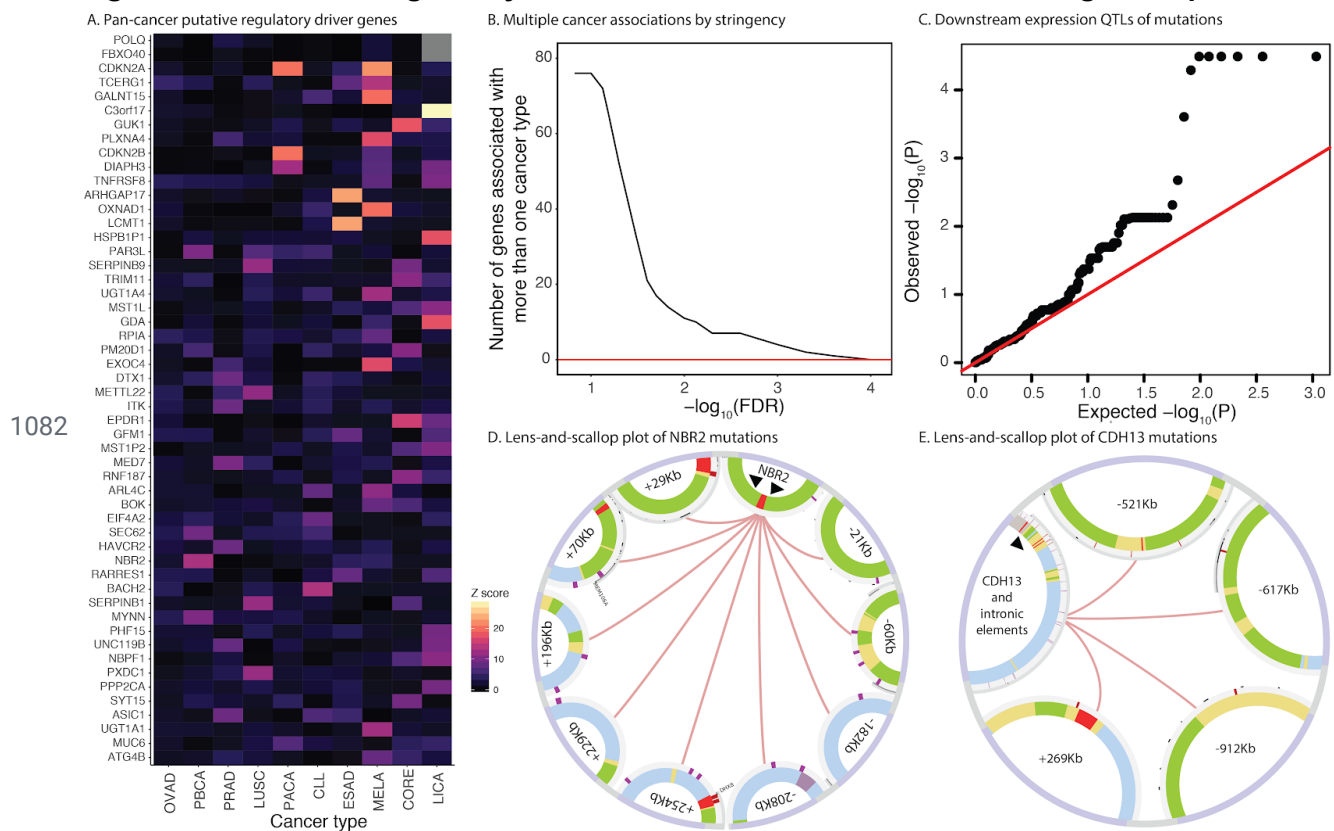 A. Pan-cancer putative regulatory driver genes
POLQ
FBXO40
CDKN2A
TCERG1
GALNT15
C3orf17
GUK1
PLXNA4
CDKN2B
DIAPH3
TNFRSF8
ARHGAP17
OXNAD1
LCMT1
HSPB1P1
PAR3L
SERPINB9
TRIM11
UGT1A4
MST1L
GDA
RPIA
PM20D1
EXOC4
DTX1
METTL22
ITK
EPDR1
GFM1
MST1P2
MED7
RNF187
ARL4C
BOK
EIF4A2
SEC62
HAVCR2
NBR2
RARRES1
BACH2
SERPINB1
MYNN
PHF15
UNC119B
NBPF1
PXDC1
PPP2CA
SYT15
ASIC1
UGT1A1
MUC6
ATG4B
OVAD
PBCA
PRAD
LUSC
PACA
CLL
ESAD
MELA
CORE
LICA
Cancer type
Z score
20
10
0
1082
B. Multiple cancer associations by stringency
Number of genes associated with
more than one cancer type
80
60
40
20
0
1 2 3 4
−log10(FDR)
C. Downstream expression QTLs of mutations
Observed −log10(P)
4
3
2
1
0
0.0 0.5 1.0 1.5 2.0 2.5 3.0
Expected −log10(P)
D. Lens-and-scallop plot of NBR2 mutations
NBR2
-21Kb
-60Kb
-182Kb
-208Kb
+254Kb
DHX8
+229Kb
+196Kb
+70Kb
+29Kb
E. Lens-and-scallop plot of CDH13 mutations
-521Kb
-617Kb
-912Kb
+269Kb
CDH13
and
intronic
elements